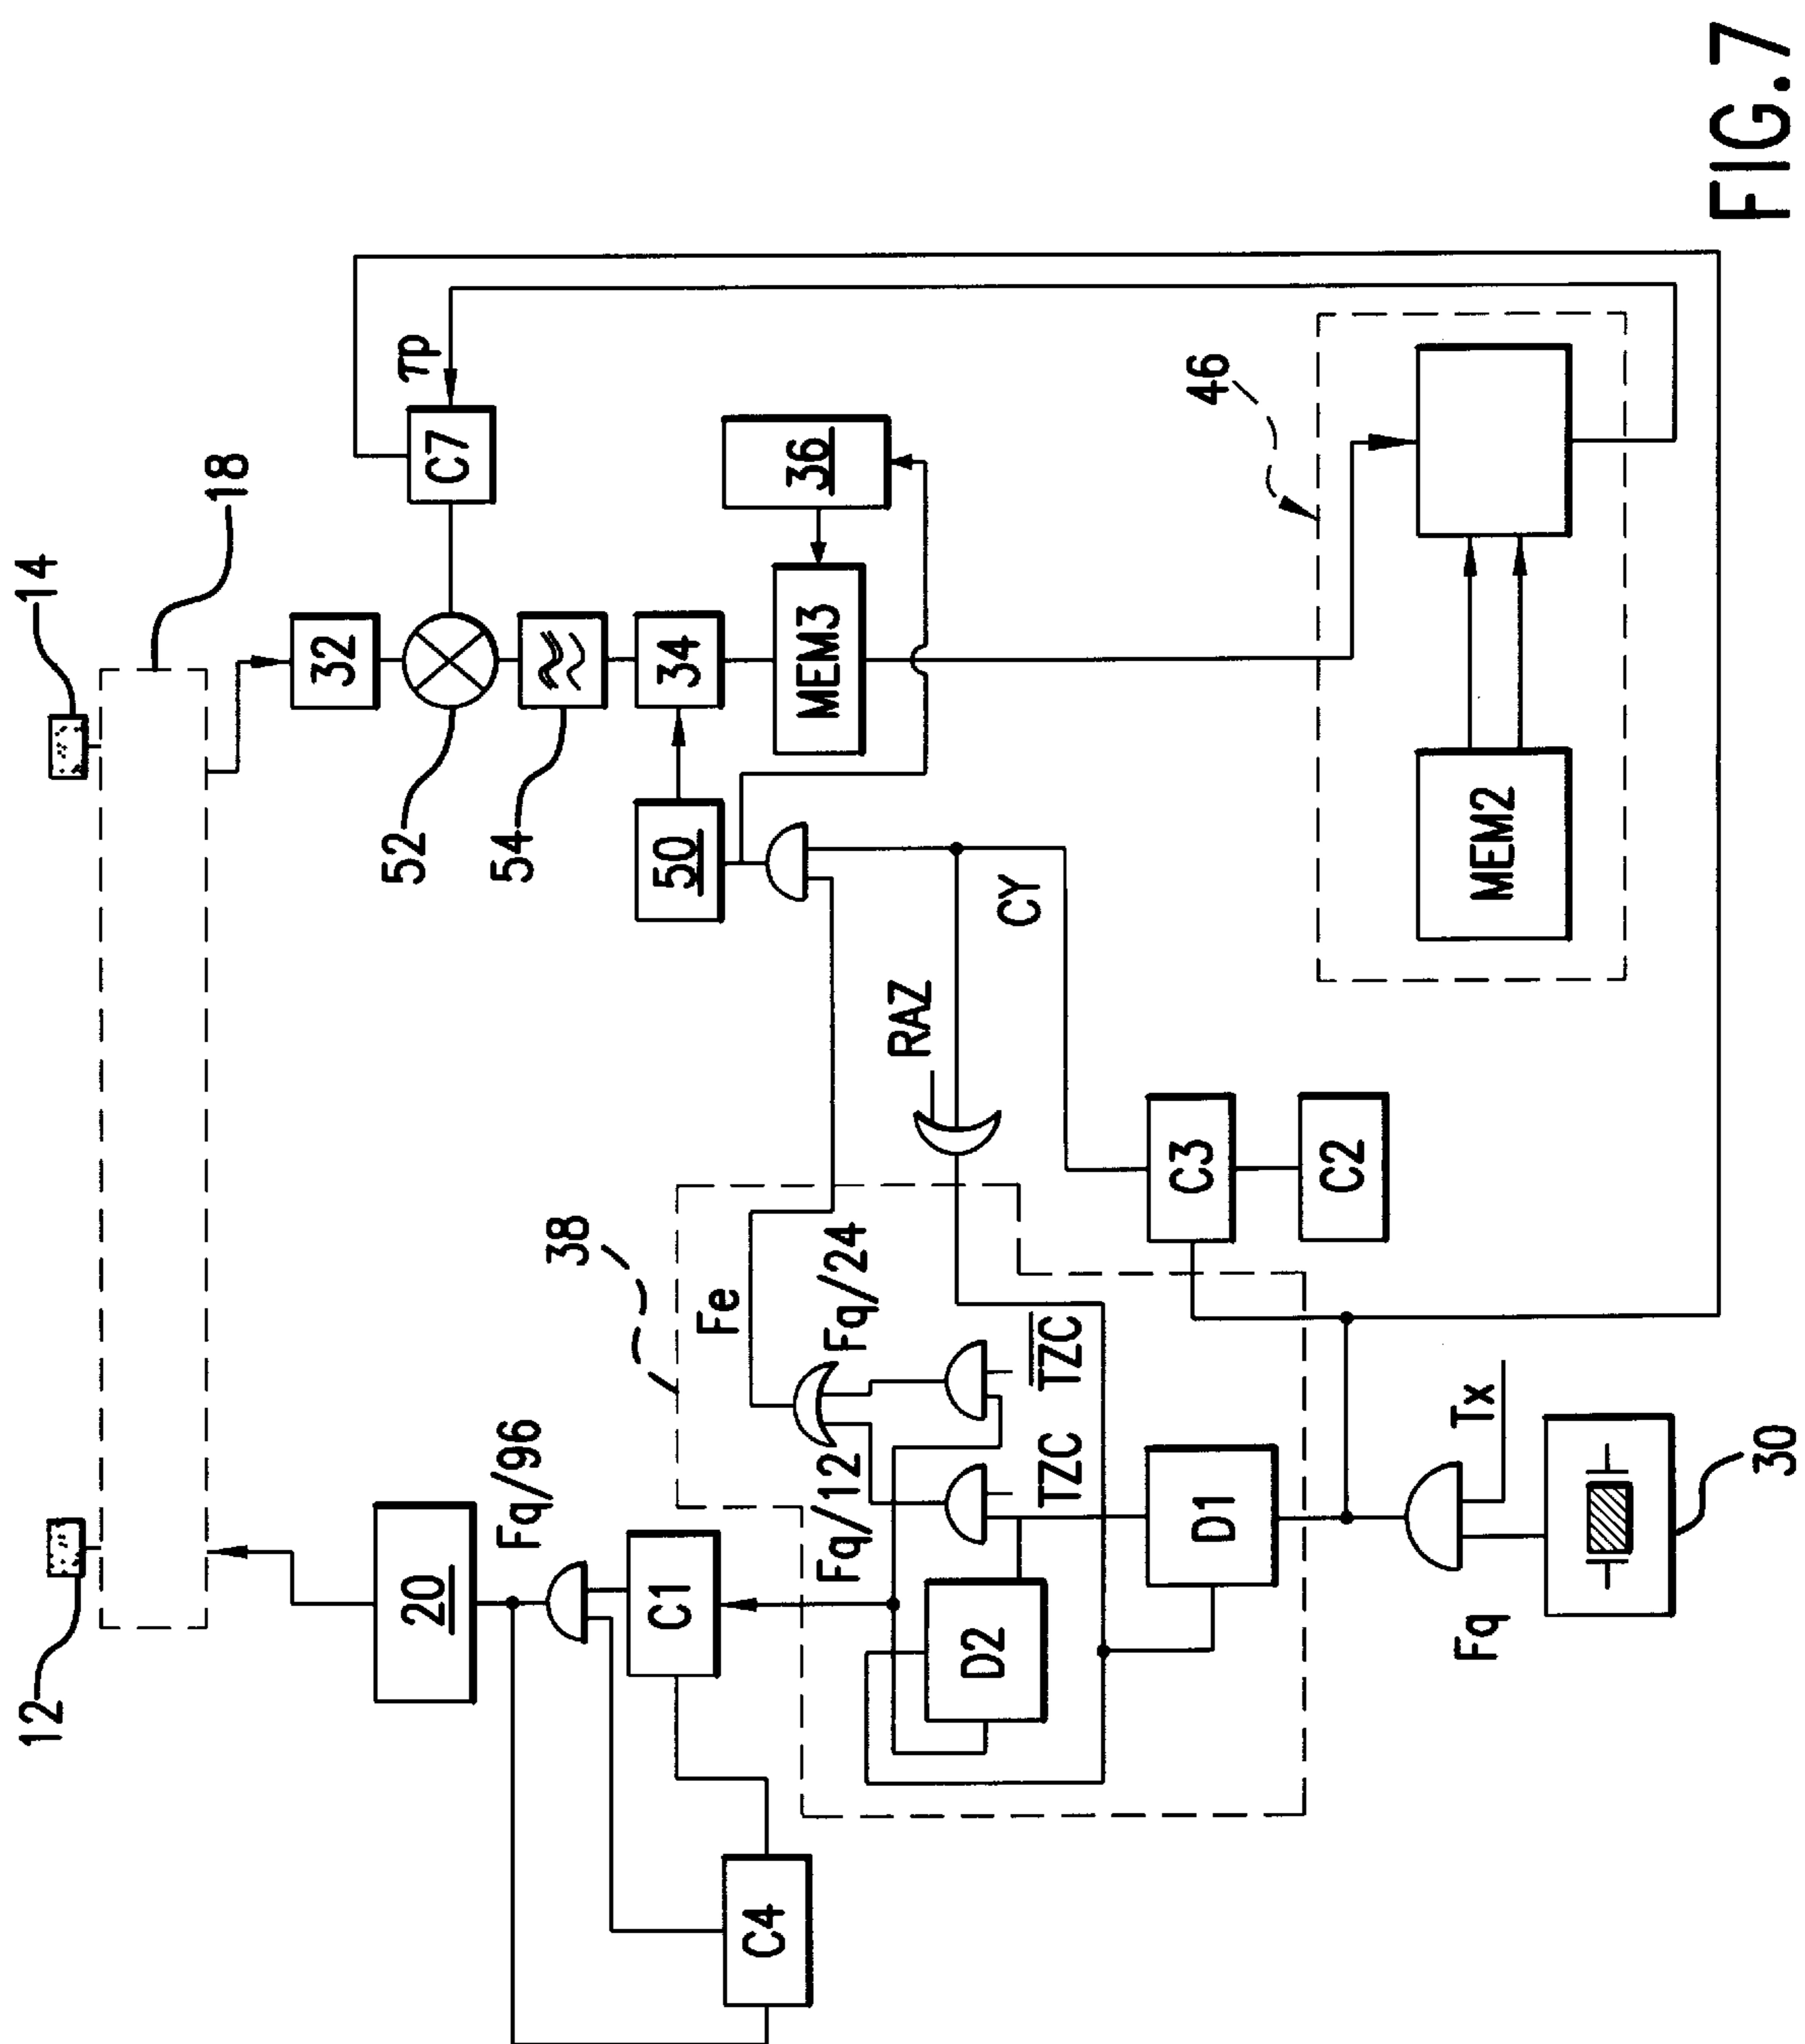 12
14
18
20
Fq/96
C4
C1
32
C7
τp
52
54
34
50
MEM3
36
38
Fe
Fq/12
Fq/24
TZC
T̅Z̅C̅
D2
D1
RAZ
CY
C3
C2
46
MEM2
Fq
Tx
30
FIG.7